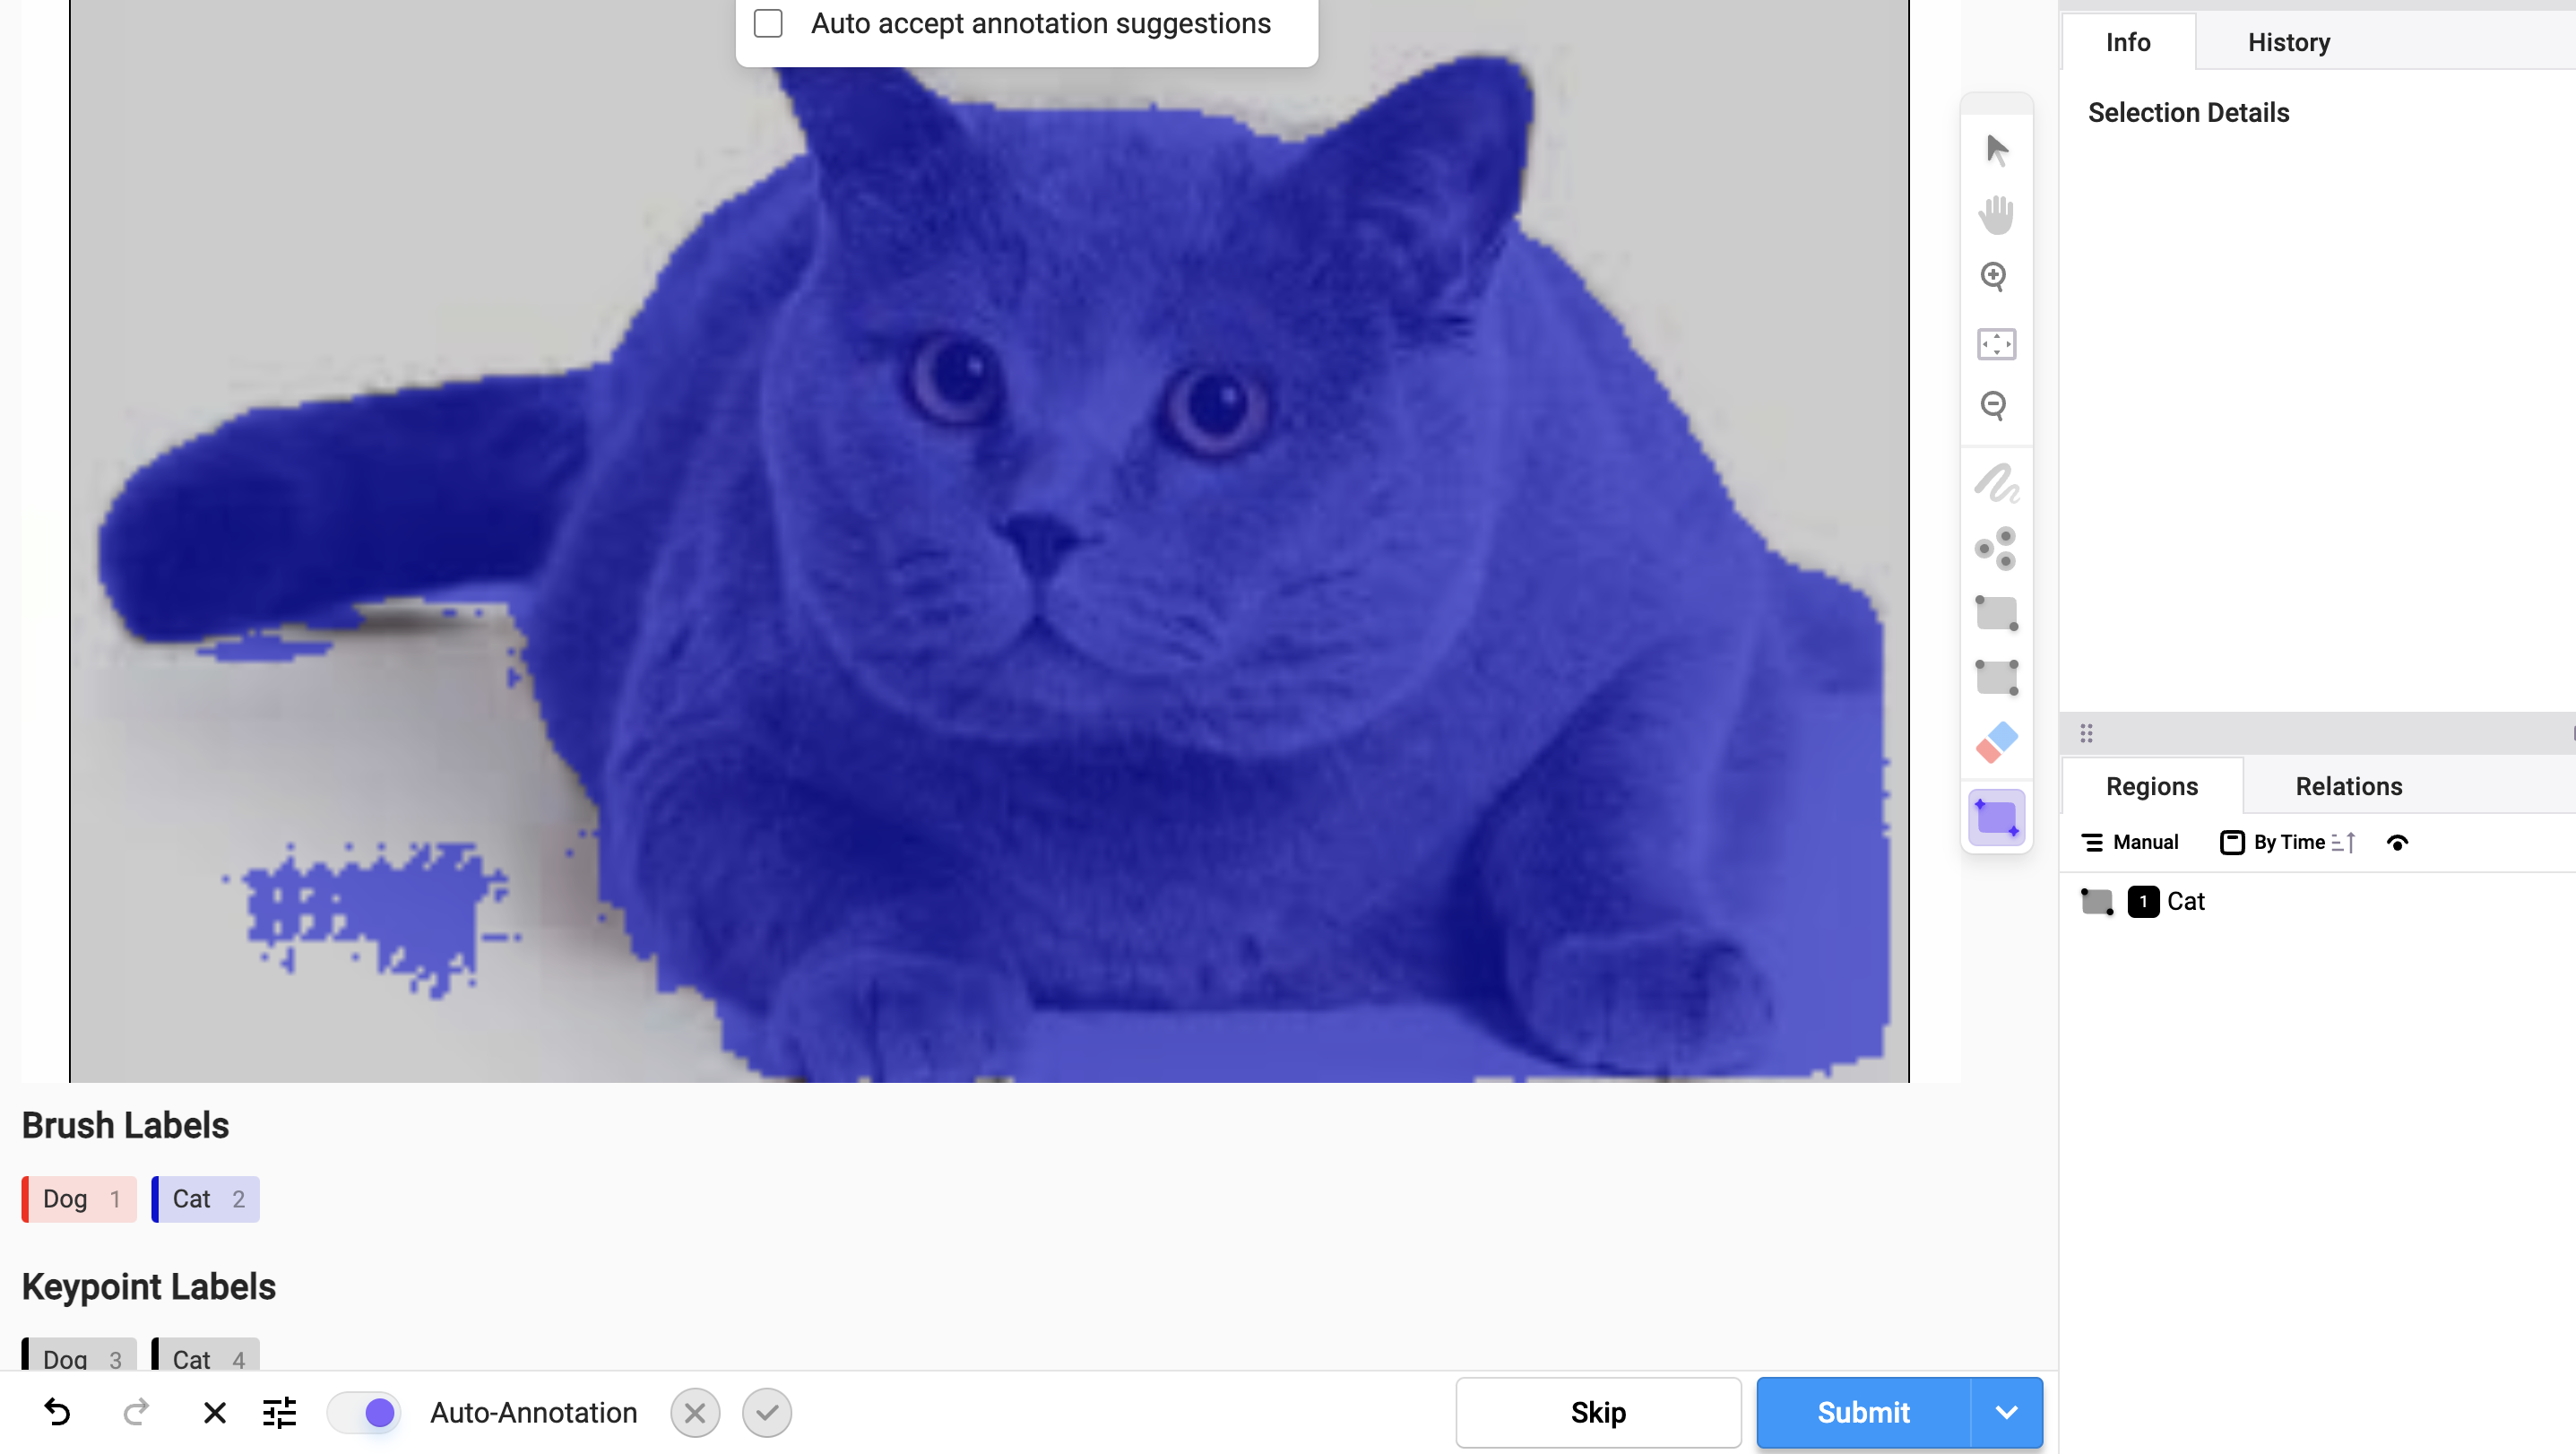 Auto accept annotation suggestions
Info History
Selection Details
Regions Relations
Manual By Time
1 Cat
Brush Labels
Dog 1 Cat 2
Keypoint Labels
Dog 3 Cat 4
Auto-Annotation Skip Submit